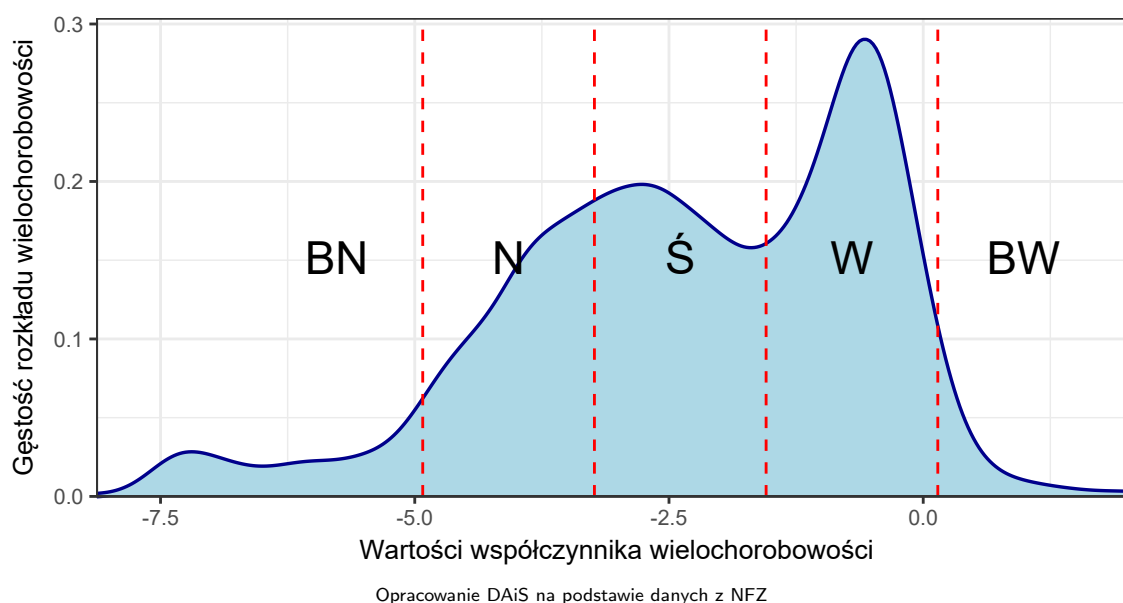 Gęstość rozkładu wielochorobowości
0.3
0.2
0.1
0.0
BN
N
Ś
W
BW
-7.5
-5.0
-2.5
0.0
Wartości współczynnika wielochorobowości
Opracowanie DAiS na podstawie danych z NFZ